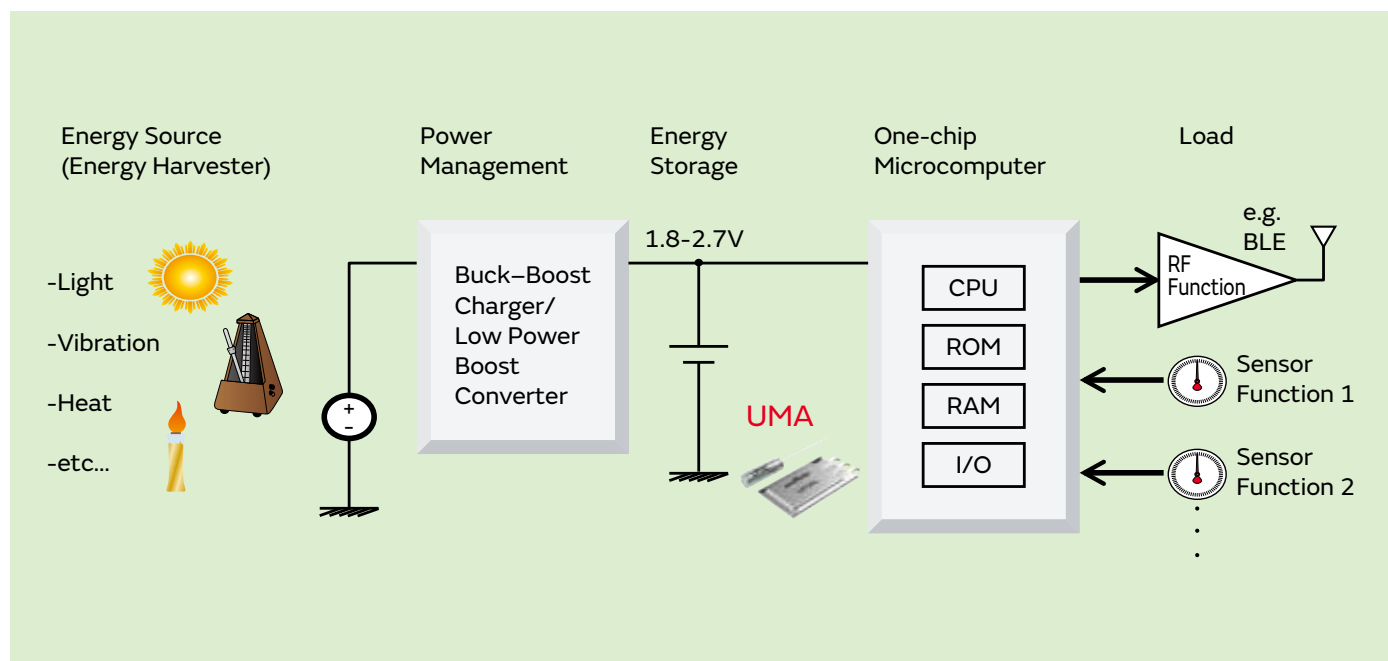 Energy Source
(Energy Harvester)
Power
Management
Energy
Storage
One-chip
Microcomputer
Load
-Light
-Vibration
-Heat
-etc...
+
-
Buck–Boost
Charger/
Low Power
Boost
Converter
1.8-2.7V
UMA
CPU
ROM
RAM
I/O
e.g.
BLE
RF
Function
Sensor
Function 1
Sensor
Function 2